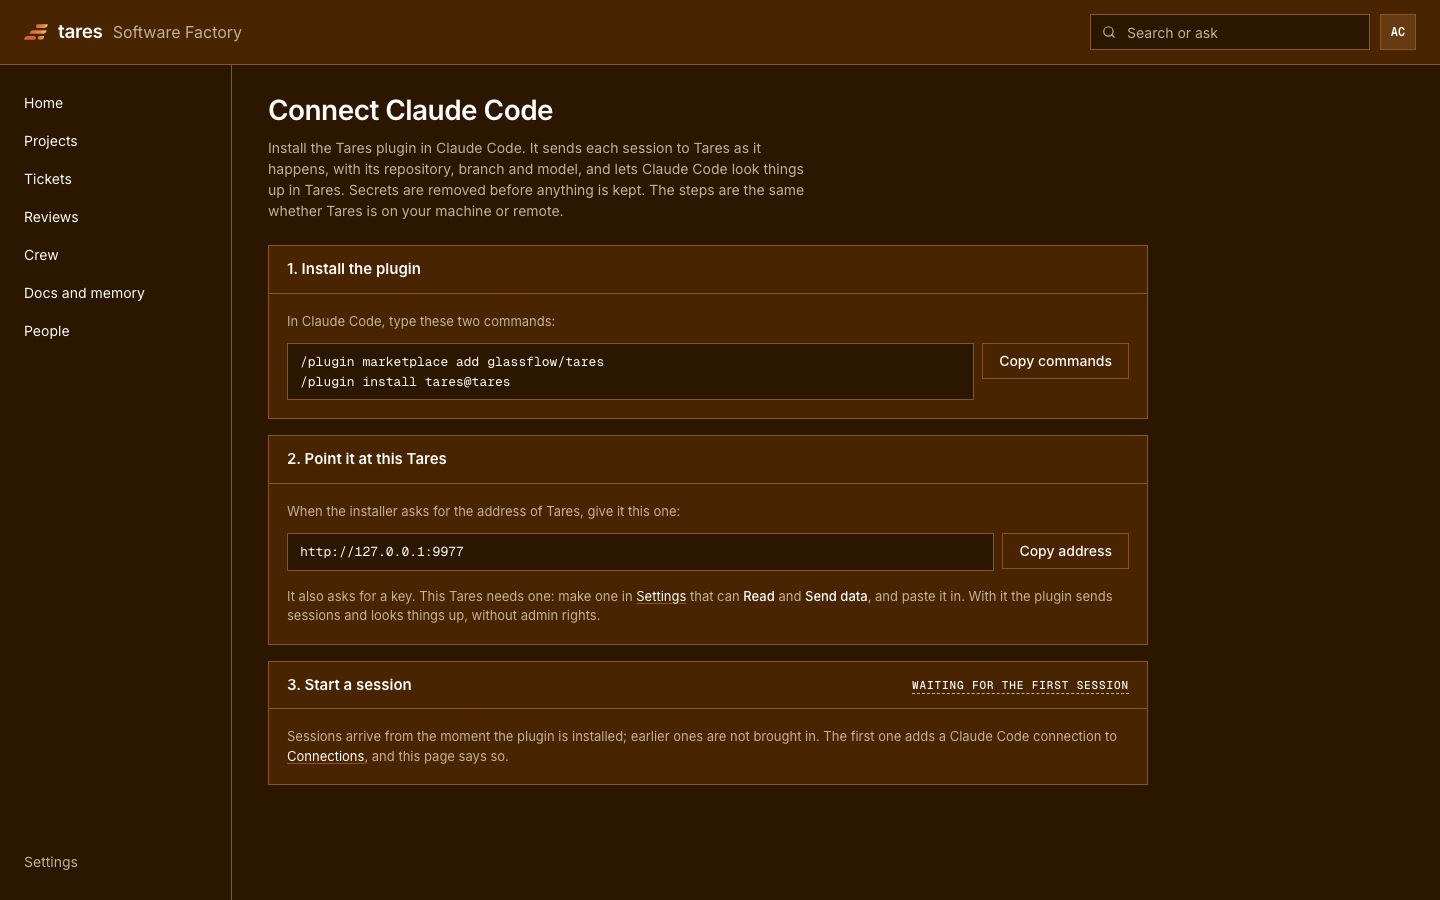 tares Software Factory
Search or ask
AC
Home
Projects
Tickets
Reviews
Crew
Docs and memory
People
Settings
Connect Claude Code
Install the Tares plugin in Claude Code. It sends each session to Tares as it
happens, with its repository, branch and model, and lets Claude Code look things
up in Tares. Secrets are removed before anything is kept. The steps are the same
whether Tares is on your machine or remote.
1. Install the plugin
In Claude Code, type these two commands:
/plugin marketplace add glassflow/tares
/plugin install tares@tares
Copy commands
2. Point it at this Tares
When the installer asks for the address of Tares, give it this one:
http://127.0.0.1:9977
Copy address
It also asks for a key. This Tares needs one: make one in Settings that can Read and Send data, and paste it in. With it the plugin sends
sessions and looks things up, without admin rights.
3. Start a session
WAITING FOR THE FIRST SESSION
Sessions arrive from the moment the plugin is installed; earlier ones are not brought in. The first one adds a Claude Code connection to
Connections, and this page says so.